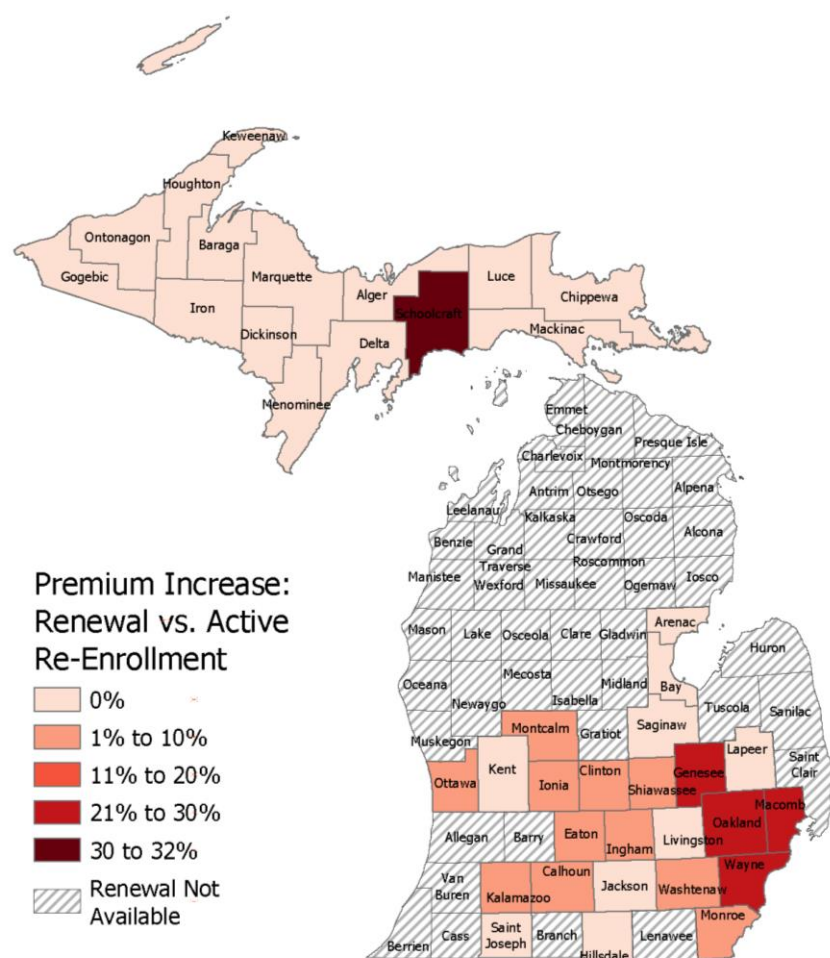 Keweenaw
Houghton
Ontonagon
Baraga
Gogebic
Marquette
Luce
Alger
Chippewa
Iron
Schoolcraft
Mackinac
Dickinson
Delta
Menominee
Emmet
Cheboygan
Presque Isle
Charlevoix
Montmorency
Antrim
Otsego
Alpena
Leelanau
Kalkaska
Oscoda
Crawford
Alcona
Benzie
Grand
Traverse
Roscommon
Manistee
Wexford
Missaukee
Ogemaw
Iosco
Premium Increase:
Renewal vs. Active
Re-Enrollment
0%
1% to 10%
11% to 20%
21% to 30%
30 to 32%
Renewal Not
Available
Arenac
Mason
Lake
Osceola
Clare
Gladwin
Huron
Oceana
Mecosta
Midland
Bay
Newaygo
Isabella
Tuscola
Sanilac
Muskegon
Montcalm
Gratiot
Saginaw
Lapeer
Saint
Clair
Kent
Ottawa
Ionia
Clinton
Shiawassee
Genesee
Macomb
Oakland
Allegan
Barry
Eaton
Ingham
Livingston
Wayne
Van
Buren
Kalamazoo
Calhoun
Jackson
Washtenaw
Monroe
Berrien
Cass
Saint
Joseph
Branch
Hillsdale
Lenawee